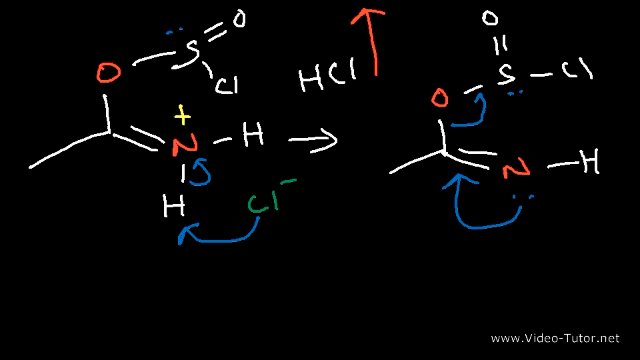 O S O Cl
+
N H
H Cl⁻
HCl
O
O S Cl
N H
www.Video-Tutor.net